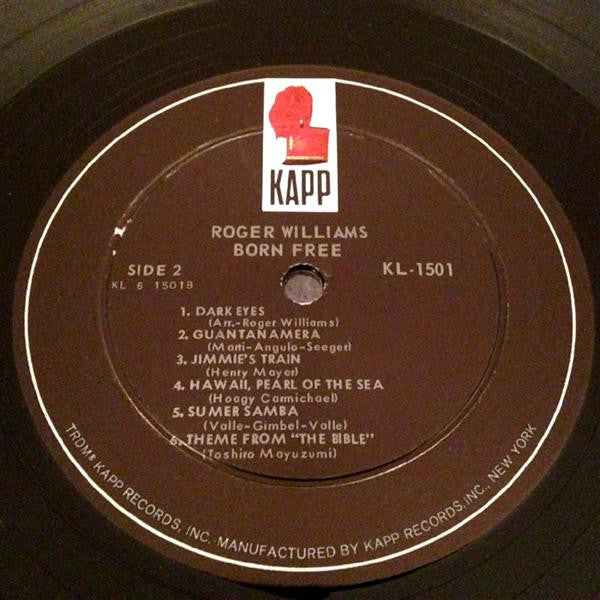 KAPP
ROGER WILLIAMS
BORN FREE
SIDE 2
KL-1501
KL 6 1501B
1. DARK EYES
(Arr.-Roger Williams)
2. GUANTANAMERA
(Marti-Angulo-Seeger)
3. JIMMIE'S TRAIN
(Henry Mayer)
4. HAWAII, PEARL OF THE SEA
(Hoagy Carmichael)
5. SUMER SAMBA
(Valle-Gimbel-Valle)
6. THEME FROM "THE BIBLE"
(Toshiro Mayuzumi)
TRDMK KAPP RECORDS, INC.-MANUFACTURED BY KAPP RECORDS, INC., NEW YORK